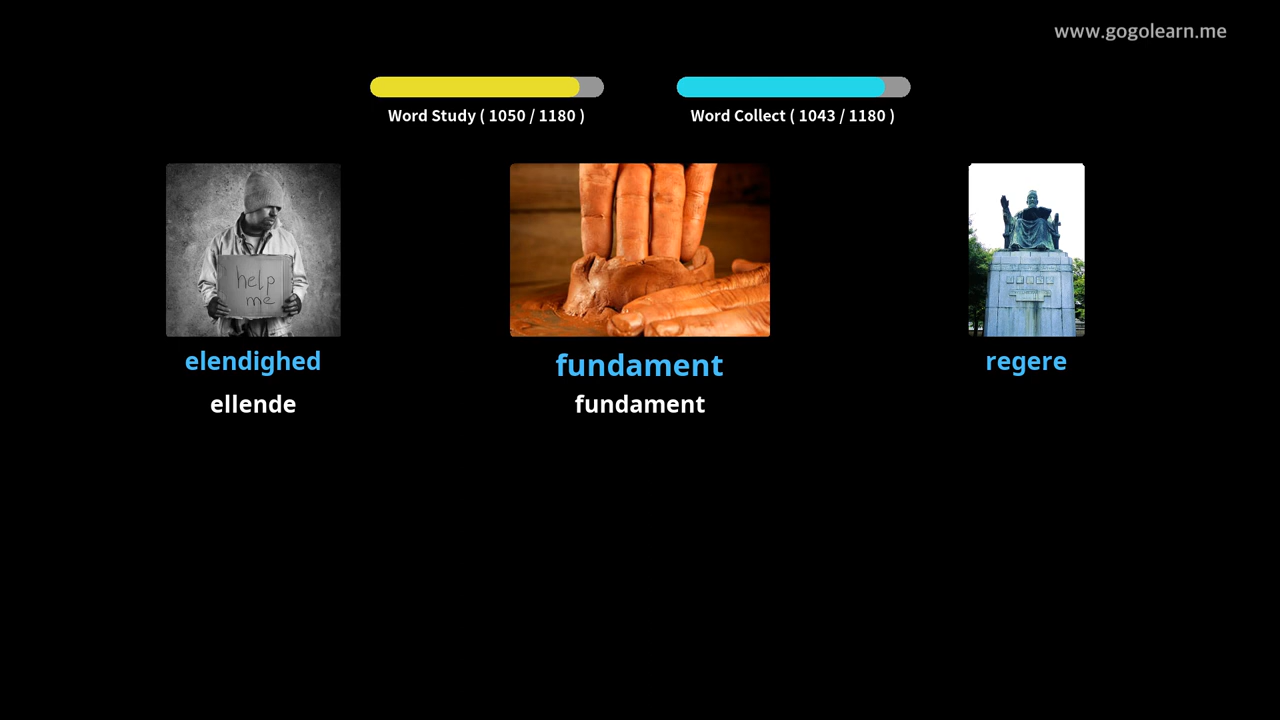 www.gogolearn.me
Word Study ( 1050 / 1180 )
Word Collect ( 1043 / 1180 )
help
me
elendighed
ellende
fundament
fundament
regere